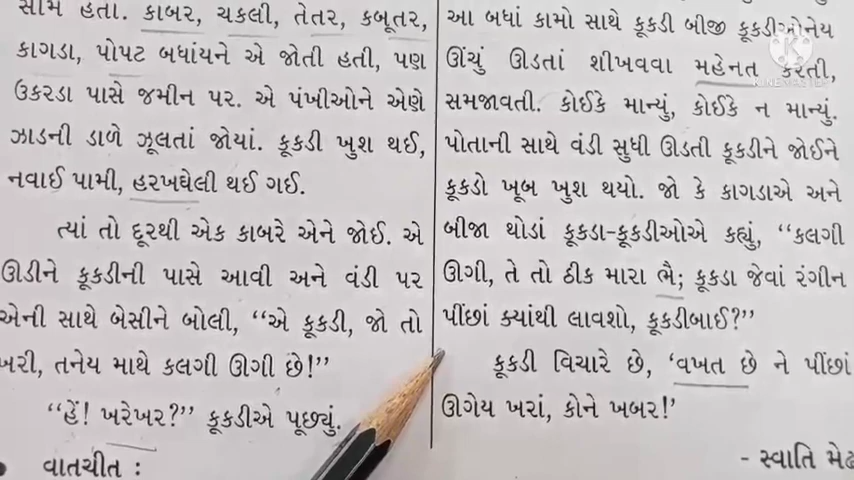 સામે હતા. કાબર, ચકલી, તેતર, કબૂતર,
કાગડા, પોપટ બધાંયને એ જોતી હતી, પણ
ઉકરડા પાસે જમીન પર. એ પંખીઓને એણે
ઝાડની ડાળે ઝૂલતાં જોયાં. કૂકડી ખુશ થઈ,
નવાઈ પામી, હરખઘેલી થઈ ગઈ.
ત્યાં તો દૂરથી એક કાબરે એને જોઈ. એ
ઊડીને કૂકડીની પાસે આવી અને વંડી પર
એની સાથે બેસીને બોલી, “એ કૂકડી, જો તો
ખરી, તનેય માથે કલગી ઊગી છે!”
“હેં! ખરેખર?” કૂકડીએ પૂછ્યું.
• વાતચીત :
આ બધાં કામો સાથે કૂકડી બીજી કૂકડીઓનેય
ઊંચું ઊડતાં શીખવવા મહેનત કરતી,
સમજાવતી. કોઈકે માન્યું, કોઈકે ન માન્યું.
પોતાની સાથે વંડી સુધી ઊડતી કૂકડીને જોઈને
કૂકડો ખૂબ ખુશ થયો. જો કે કાગડાએ અને
બીજા થોડાં કૂકડા-કૂકડીઓએ કહ્યું, “કલગી
ઊગી, તે તો ઠીક મારા ભૈ; કૂકડા જેવાં રંગીન
પીંછાં ક્યાંથી લાવશો, કૂકડીબાઈ?”
કૂકડી વિચારે છે, ‘વખત છે ને પીંછાં
ઊગેય ખરાં, કોને ખબર!’
- સ્વાતિ મેઢ
KINEMASTER